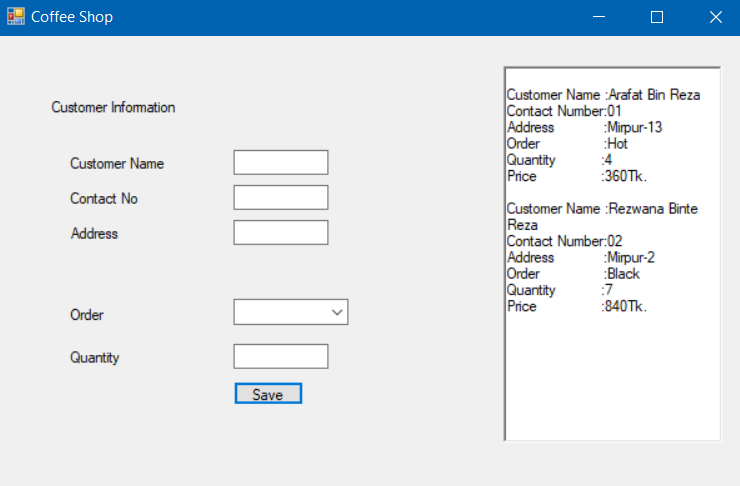 Coffee Shop
Customer Information
Customer Name
Contact No
Address
Order
Quantity
Save
Customer Name :Arafat Bin Reza
Contact Number:01
Address :Mirpur-13
Order :Hot
Quantity :4
Price :360Tk.
Customer Name :Rezwana Binte
Reza
Contact Number:02
Address :Mirpur-2
Order :Black
Quantity :7
Price :840Tk.